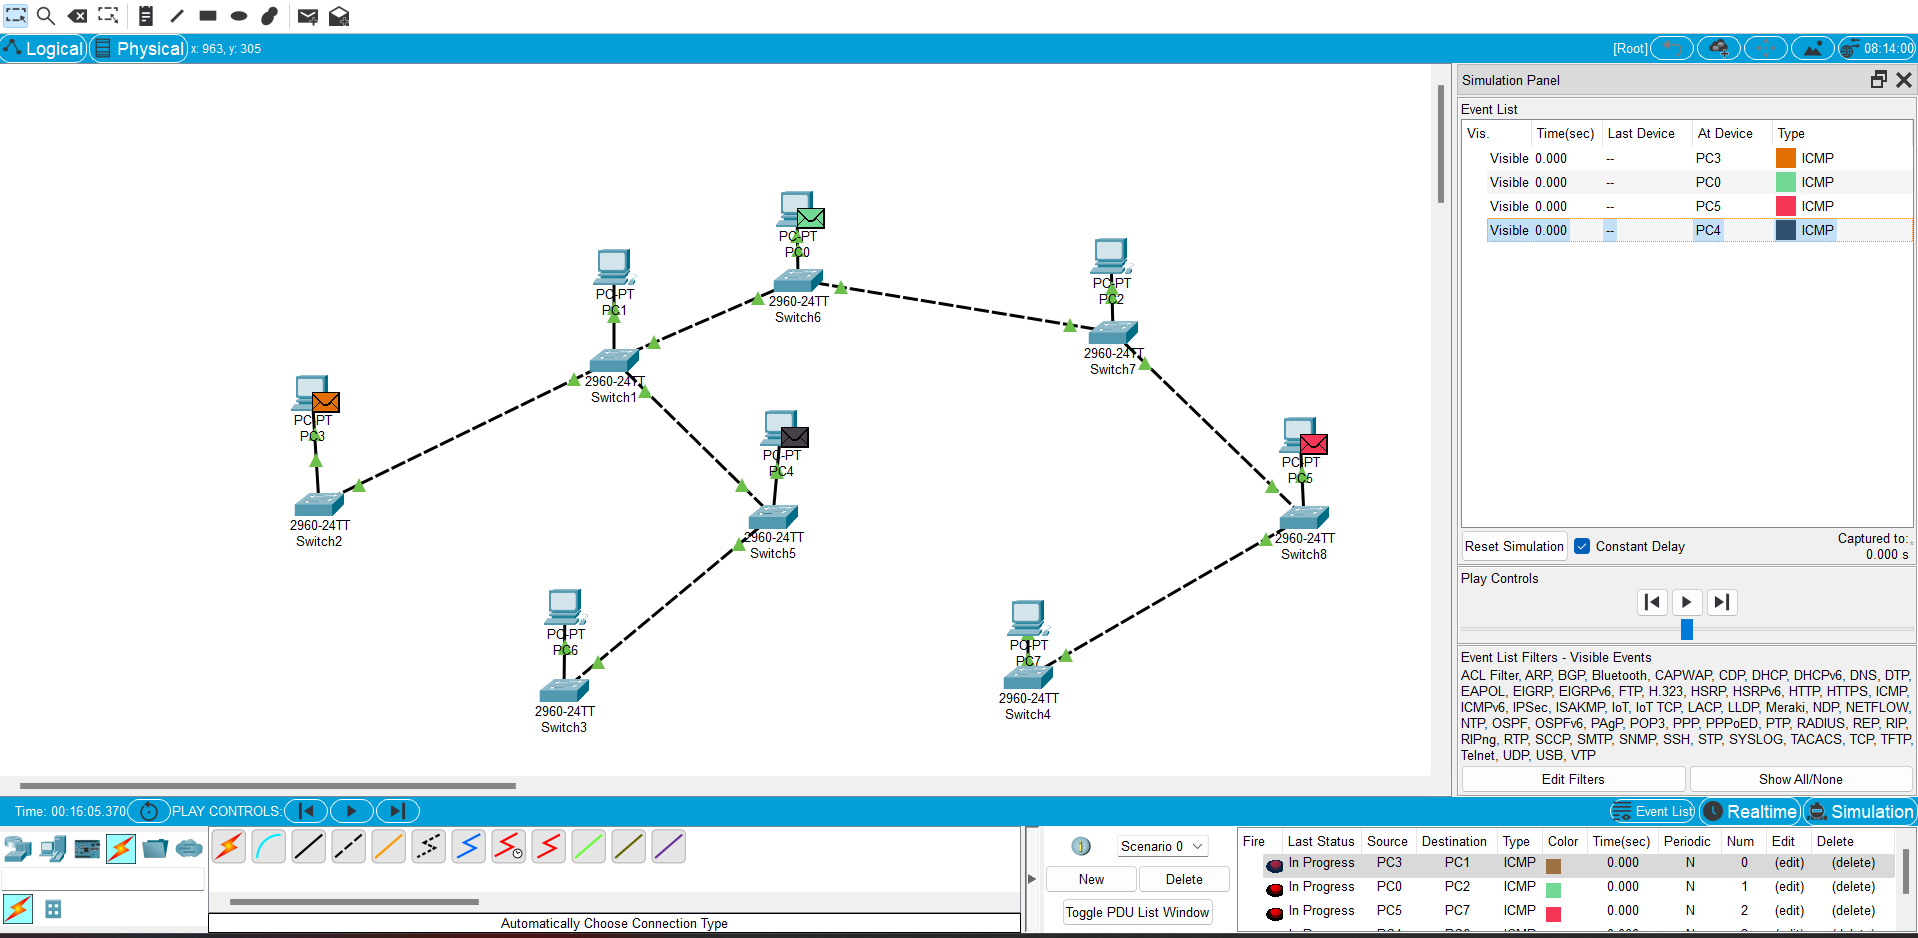 Logical
Physical
x: 963, y: 305
[Root]
08:14:00
PC-PT
PC0
2960-24TT
Switch6
PC-PT
PC1
2960-24TT
Switch1
PC-PT
PC2
2960-24TT
Switch7
PC-PT
PC3
2960-24TT
Switch2
PC-PT
PC4
2960-24TT
Switch5
PC-PT
PC5
2960-24TT
Switch8
PC-PT
PC6
2960-24TT
Switch3
PC-PT
PC7
2960-24TT
Switch4
Simulation Panel
Event List
Vis. Time(sec) Last Device At Device Type
Visible 0.000 -- PC3 ICMP
Visible 0.000 -- PC0 ICMP
Visible 0.000 -- PC5 ICMP
Visible 0.000 -- PC4 ICMP
Reset Simulation
Constant Delay
Captured to:
0.000 s
Play Controls
Event List Filters - Visible Events
ACL Filter, ARP, BGP, Bluetooth, CAPWAP, CDP, DHCP, DHCPv6, DNS, DTP,
EAPOL, EIGRP, EIGRPv6, FTP, H.323, HSRP, HSRPv6, HTTP, HTTPS, ICMP,
ICMPv6, IPSec, ISAKMP, IoT, IoT TCP, LACP, LLDP, Meraki, NDP, NETFLOW,
NTP, OSPF, OSPFv6, PAgP, POP3, PPP, PPPoED, PTP, RADIUS, REP, RIP,
RIPng, RTP, SCCP, SMTP, SNMP, SSH, STP, SYSLOG, TACACS, TCP, TFTP,
Telnet, UDP, USB, VTP
Edit Filters
Show All/None
Time: 00:16:05.370
PLAY CONTROLS:
Event List
Realtime
Simulation
Automatically Choose Connection Type
Scenario 0
New
Delete
Toggle PDU List Window
Fire Last Status Source Destination Type Color Time(sec) Periodic Num Edit Delete
In Progress PC3 PC1 ICMP 0.000 N 0 (edit) (delete)
In Progress PC0 PC2 ICMP 0.000 N 1 (edit) (delete)
In Progress PC5 PC7 ICMP 0.000 N 2 (edit) (delete)